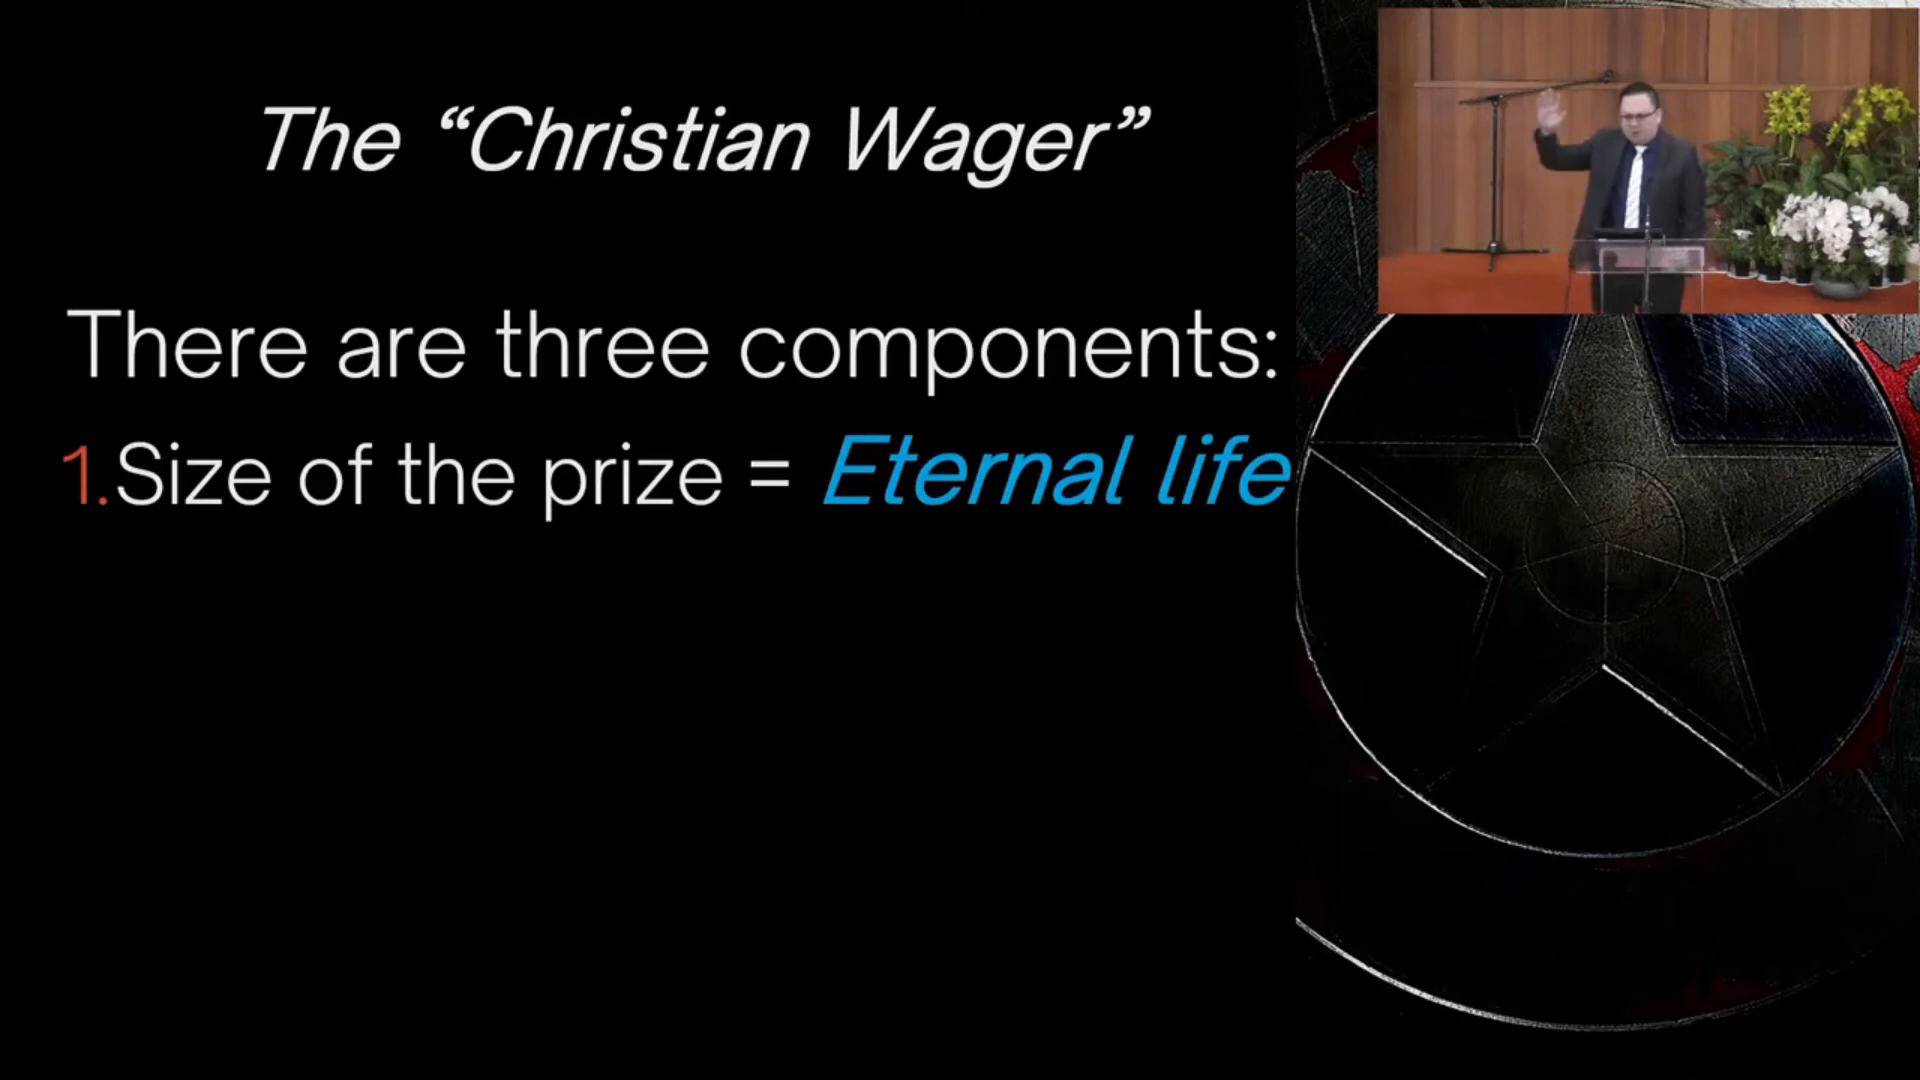 The “Christian Wager”
There are three components:
1.Size of the prize = Eternal life